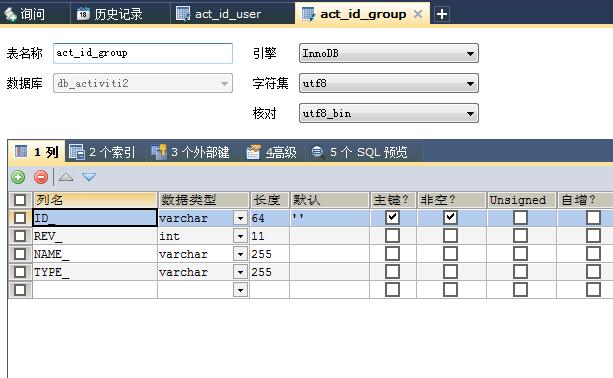 询问 历史记录 act_id_user act_id_group
表名称 act_id_group 引擎 InnoDB
数据库 db_activiti2 字符集 utf8
核对 utf8_bin
1 列 2 个索引 3 个外部键 4高级 5 个 SQL 预览
列名 数据类型 长度 默认 主键? 非空? Unsigned 自增?
ID_ varchar 64 ''
REV_ int 11
NAME_ varchar 255
TYPE_ varchar 255